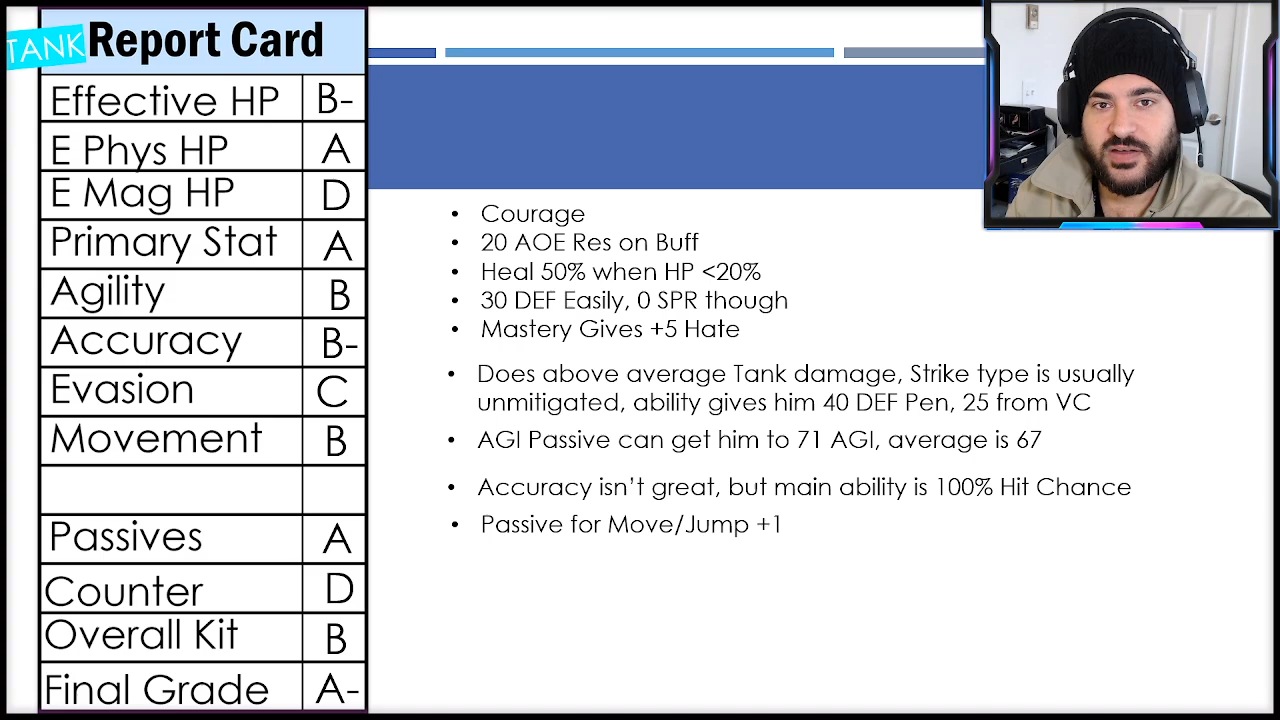 TANK Report Card
Effective HP B-
E Phys HP A
E Mag HP D
Primary Stat A
Agility B
Accuracy B-
Evasion C
Movement B
Passives A
Counter D
Overall Kit B
Final Grade A-
• Courage
• 20 AOE Res on Buff
• Heal 50% when HP <20%
• 30 DEF Easily, 0 SPR though
• Mastery Gives +5 Hate
• Does above average Tank damage, Strike type is usually
unmitigated, ability gives him 40 DEF Pen, 25 from VC
• AGI Passive can get him to 71 AGI, average is 67
• Accuracy isn't great, but main ability is 100% Hit Chance
• Passive for Move/Jump +1